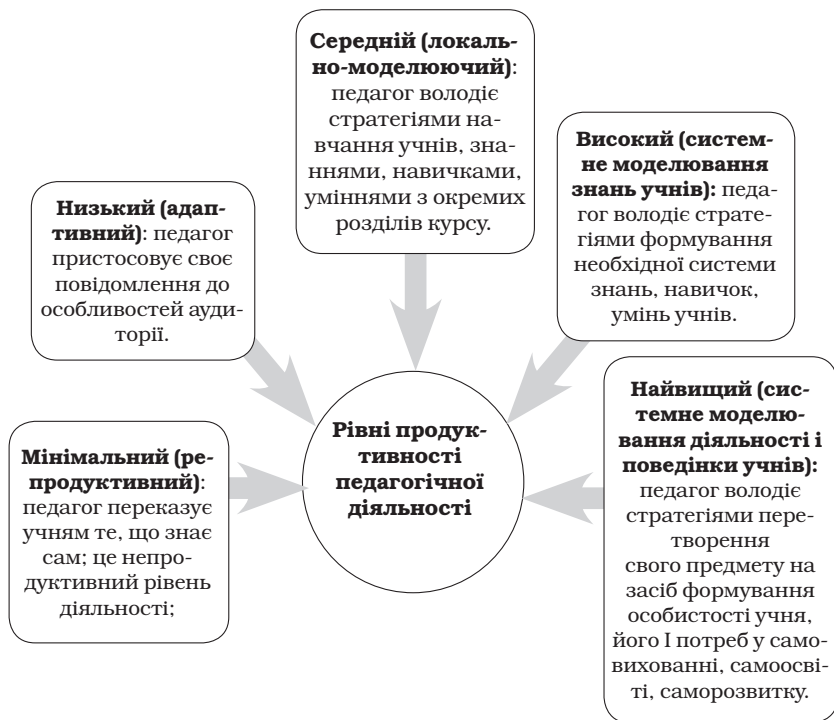 Середній (локаль-
но-моделюючий):
педагог володіє
стратегіями на-
вчання учнів, зна-
ннями, навичками,
уміннями з окремих
розділів курсу.
Високий (систем-
не моделювання
знань учнів): педа-
гог володіє страте-
гіями формування
необхідної системи
знань, навичок,
умінь учнів.
Низький (адап-
тивний): педагог
пристосовує своє
повідомлення до
особливостей ауди-
торії.
Рівні продук-
тивності
педагогічної
діяльності
Мінімальний (ре-
продуктивний):
педагог переказує
учням те, що знає
сам; це непро-
дуктивний рівень
діяльності;
Найвищий (сис-
темне моделю-
вання діяльності і
поведінки учнів):
педагог володіє
стратегіями пере-
творення
свого предмету на
засіб формування
особистості учня,
його І потреб у само-
вихованні, самоосві-
ті, саморозвитку.